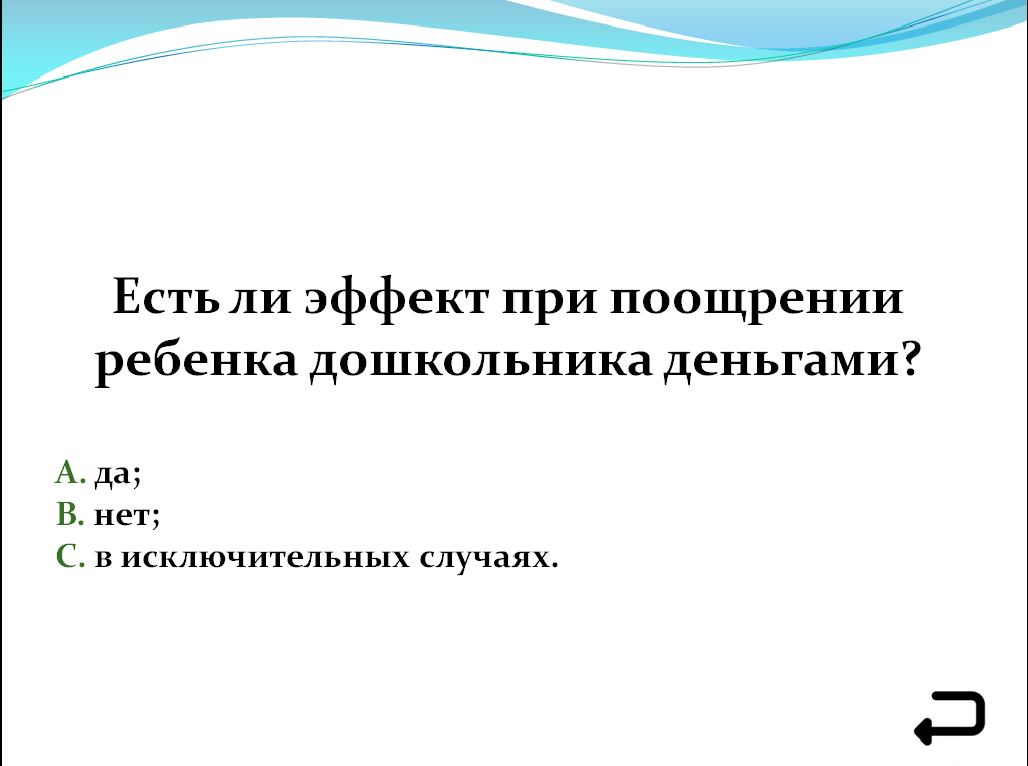 Есть ли эффект при поощрении
ребенка дошкольника деньгами?
A. да;
B. нет;
C. в исключительных случаях.